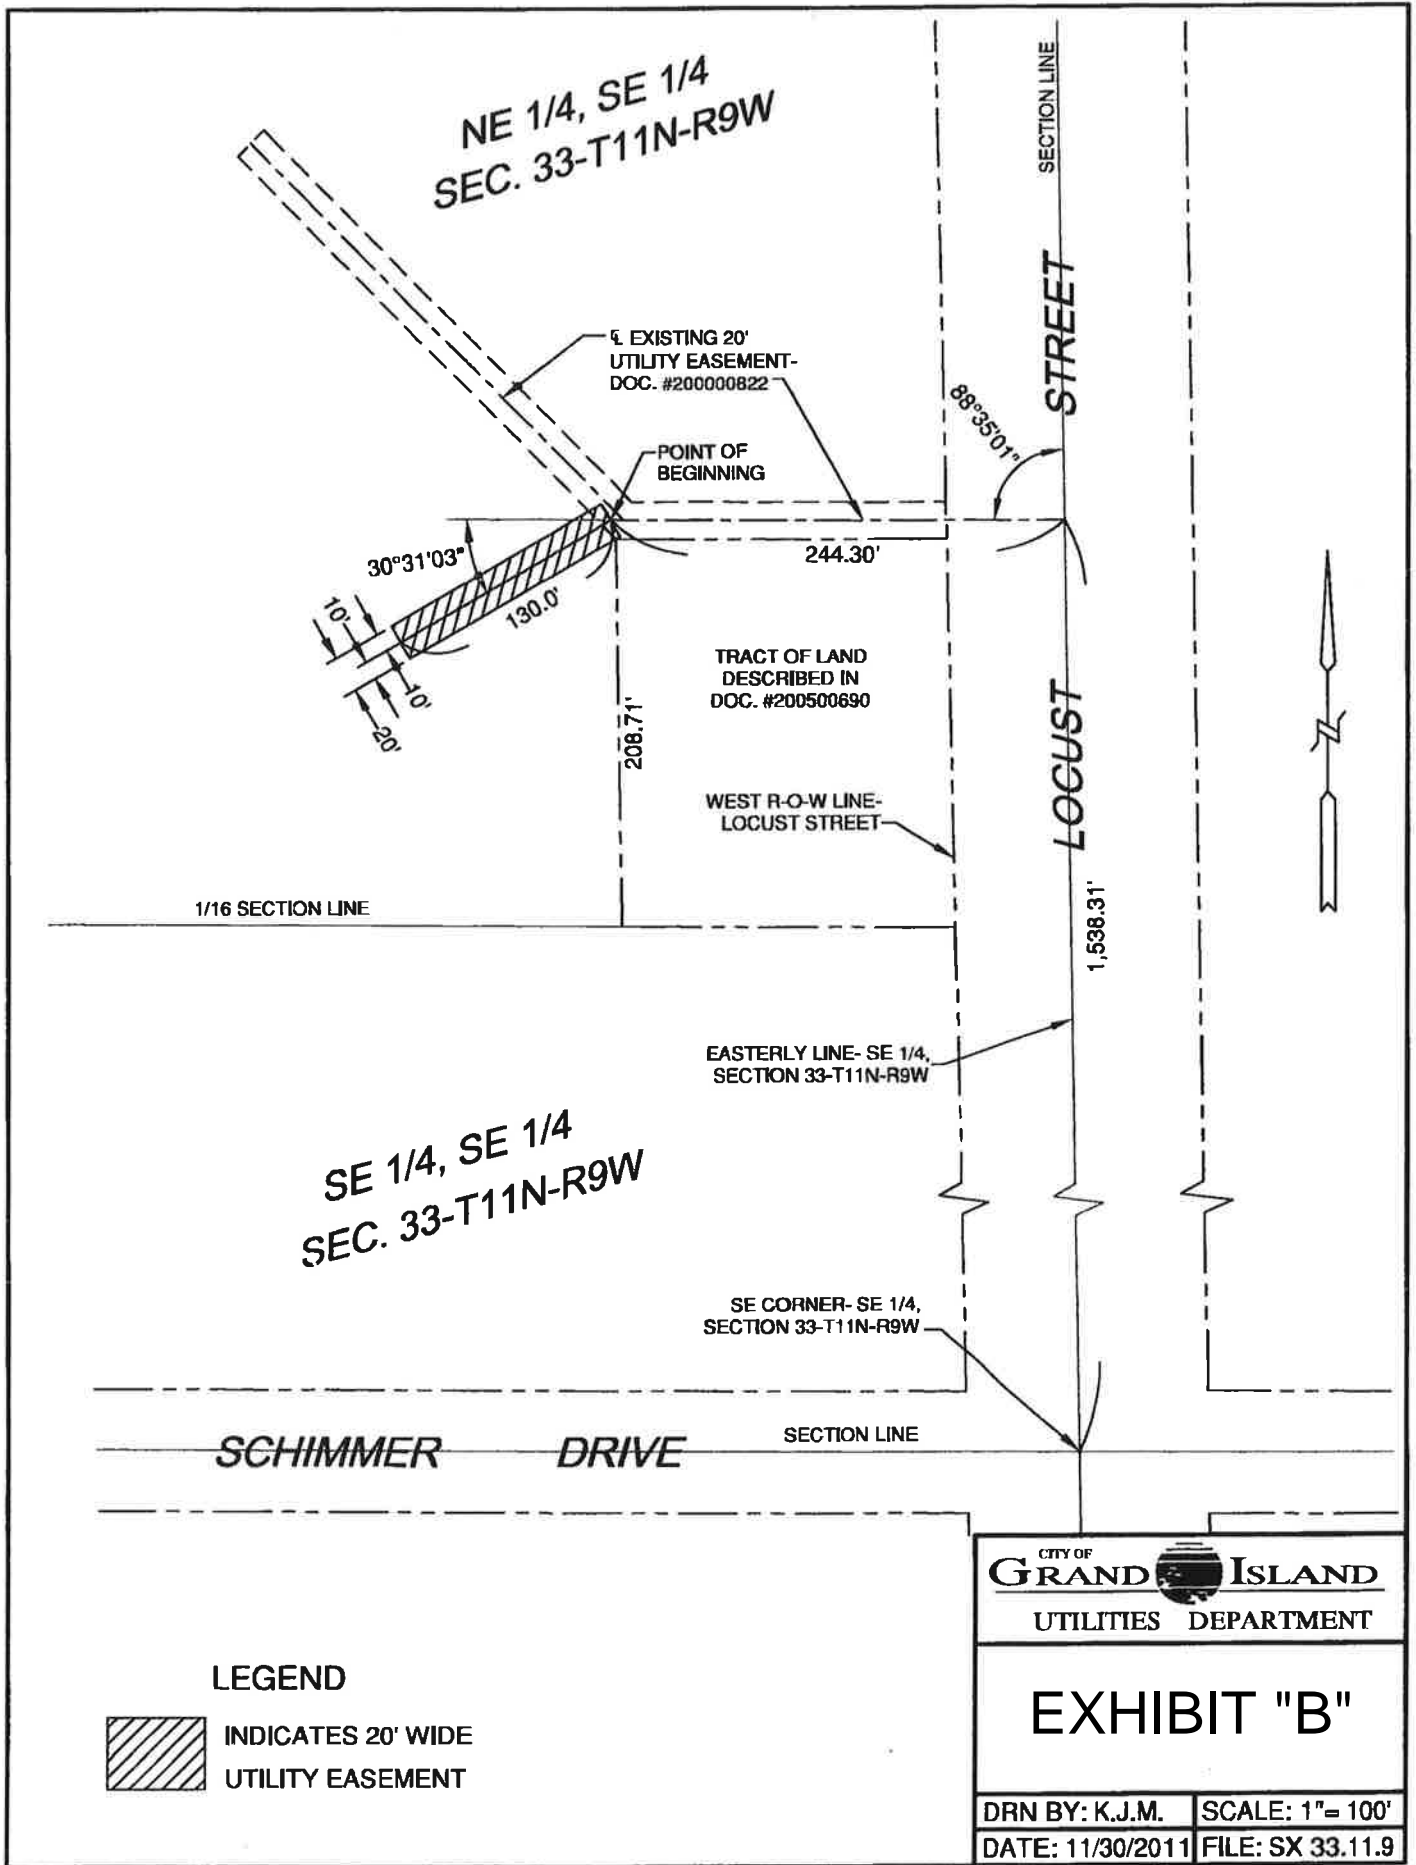 NE 1/4, SE 1/4
SEC. 33-T11N-R9W
SECTION LINE
STREET
℄ EXISTING 20'
UTILITY EASEMENT-
DOC. #200000822
88°35'01"
POINT OF
BEGINNING
30°31'03"
244.30'
130.0'
10'
10'
20'
TRACT OF LAND
DESCRIBED IN
DOC. #200500690
208.71'
LOCUST
WEST R-O-W LINE-
LOCUST STREET
1/16 SECTION LINE
1,538.31'
EASTERLY LINE- SE 1/4,
SECTION 33-T11N-R9W
SE 1/4, SE 1/4
SEC. 33-T11N-R9W
SE CORNER- SE 1/4,
SECTION 33-T11N-R9W
SCHIMMER DRIVE
SECTION LINE
CITY OF
GRAND ISLAND
UTILITIES DEPARTMENT
LEGEND
INDICATES 20' WIDE
UTILITY EASEMENT
EXHIBIT "B"
DRN BY: K.J.M.
SCALE: 1"= 100'
DATE: 11/30/2011
FILE: SX 33.11.9